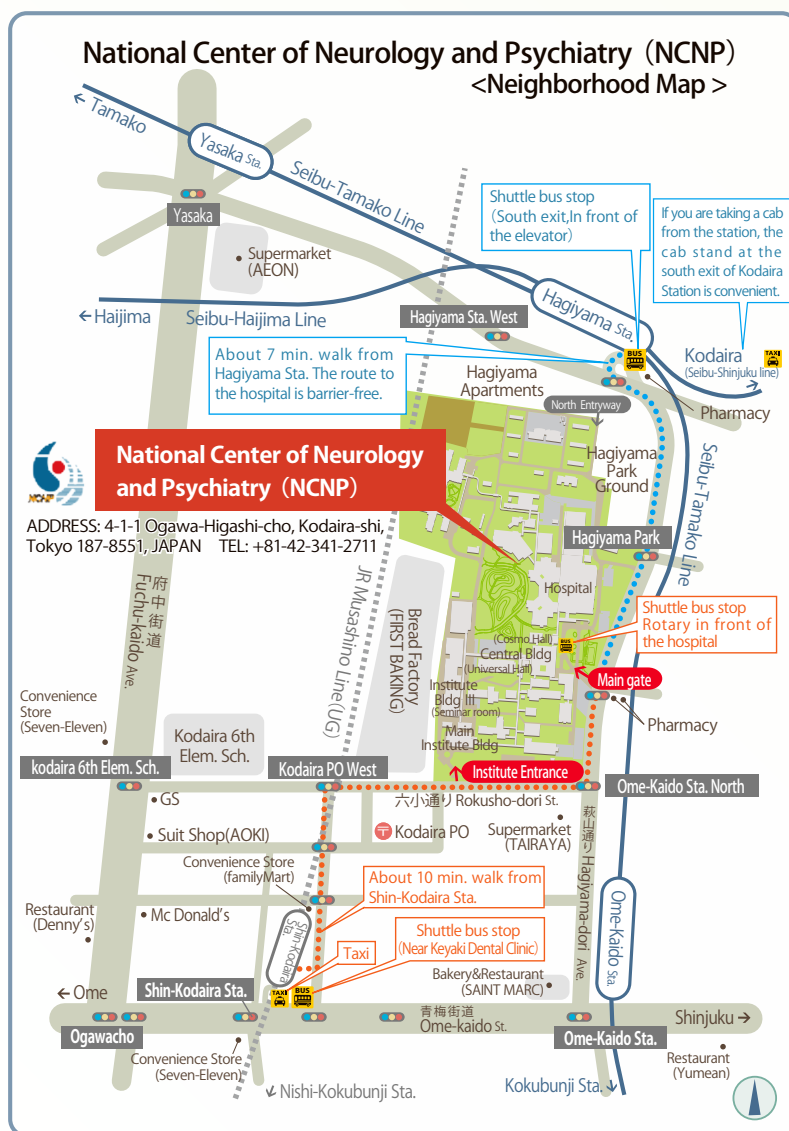 National Center of Neurology and Psychiatry (NCNP)
<Neighborhood Map >
← Tamako
Yasaka Sta.
Seibu-Tamako Line
Yasaka
Supermarket
(AEON)
Shuttle bus stop
(South exit,In front of
the elevator)
If you are taking a cab
from the station, the
cab stand at the
south exit of Kodaira
Station is convenient.
← Haijima
Seibu-Haijima Line
Hagiyama Sta. West
Hagiyama Sta.
BUS
Kodaira
(Seibu-Shinjuku line)
TAXI
About 7 min. walk from
Hagiyama Sta. The route to
the hospital is barrier-free.
Hagiyama
Apartments
North Entryway
Pharmacy
Hagiyama
Park
Ground
Seibu-Tamako Line
NCNP
National Center of Neurology
and Psychiatry (NCNP)
ADDRESS: 4-1-1 Ogawa-Higashi-cho, Kodaira-shi,
Tokyo 187-8551, JAPAN TEL: +81-42-341-2711
Hagiyama Park
府中街道
Fuchu-kaido Ave.
JR Musashino Line(UG)
Bread Factory
(FIRST BAKING)
Hospital
Shuttle bus stop
Rotary in front of
the hospital
BUS
(Cosmo Hall)
Central Bldg
(Universal Hall)
Main gate
Institute
Bldg III
(Seminar room)
Main
Institute Bldg
Pharmacy
Convenience
Store
(Seven-Eleven)
Kodaira 6th
Elem. Sch.
kodaira 6th Elem. Sch.
Kodaira PO West
Institute Entrance
Ome-Kaido Sta. North
GS
六小通り Rokusho-dori St.
Suit Shop(AOKI)
〒 Kodaira PO
Supermarket
(TAIRAYA)
萩山通り Hagiyama-dori Ave.
Convenience Store
(familyMart)
About 10 min. walk from
Shin-Kodaira Sta.
Restaurant
(Denny's)
Mc Donald's
Shin-Kodaira
Sta.
Shuttle bus stop
(Near Keyaki Dental Clinic)
Taxi
Ome-Kaido Sta.
Bakery&Restaurant
(SAINT MARC)
← Ome
Shin-Kodaira Sta.
TAXI
BUS
Ogawacho
青梅街道
Ome-kaido St.
Ome-Kaido Sta.
Shinjuku →
Convenience Store
(Seven-Eleven)
Restaurant
(Yumean)
Nishi-Kokubunji Sta.
Kokubunji Sta.